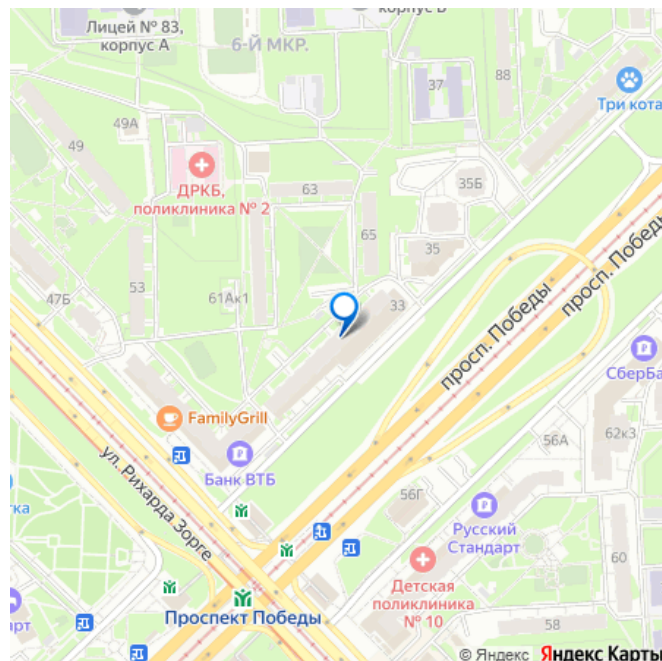 Лицей № 83,
корпус А
6-Й МКР.
37
88
Три кота
49А
49
ДРКБ,
поликлиника № 2
63
35Б
65
35
53
61Ак1
47Б
33
просп. Победы
просп. Победы
СберБа
FamilyGrill
Банк ВТБ
56А
62к3
ул. Рихарда Зорге
56Г
Русский
Стандарт
60
Детская
поликлиника
№ 10
Проспект Победы
58
© Яндекс Яндекс Карты